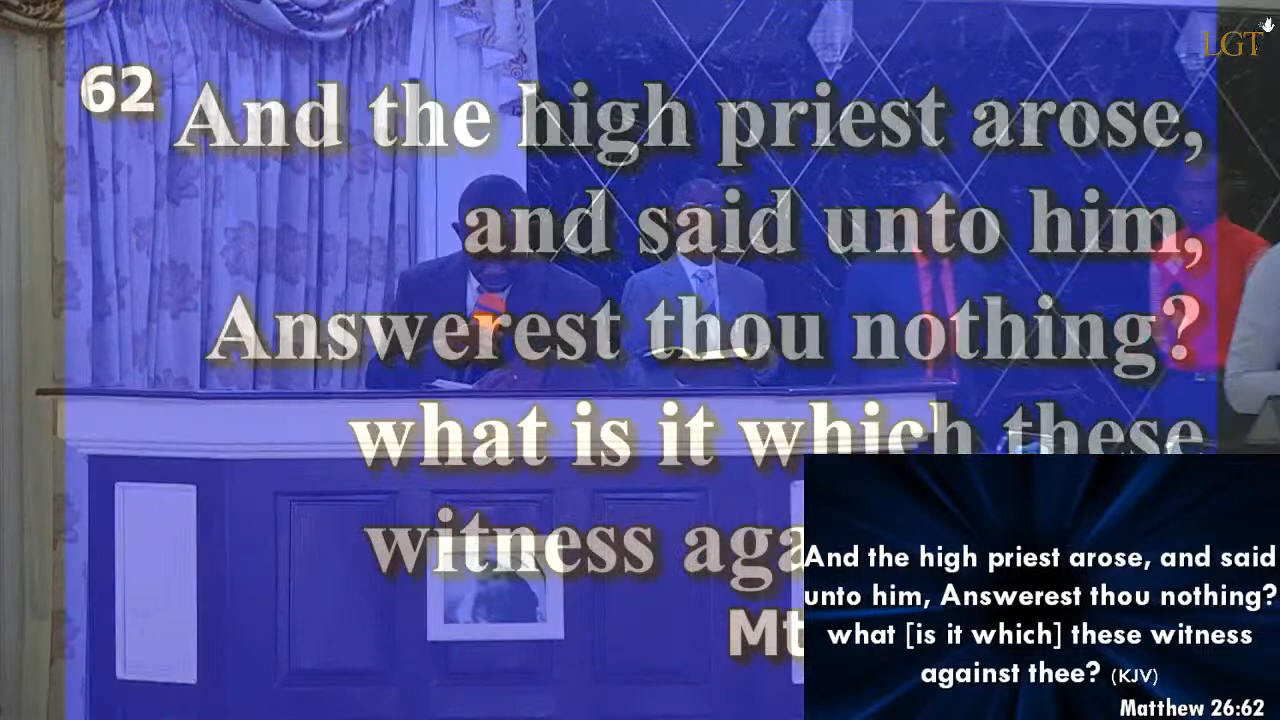 LGT
62 And the high priest arose,
and said unto him,
Answerest thou nothing?
what is it which these
witness aga
Mt
And the high priest arose, and said
unto him, Answerest thou nothing?
what [is it which] these witness
against thee? (KJV)
Matthew 26:62